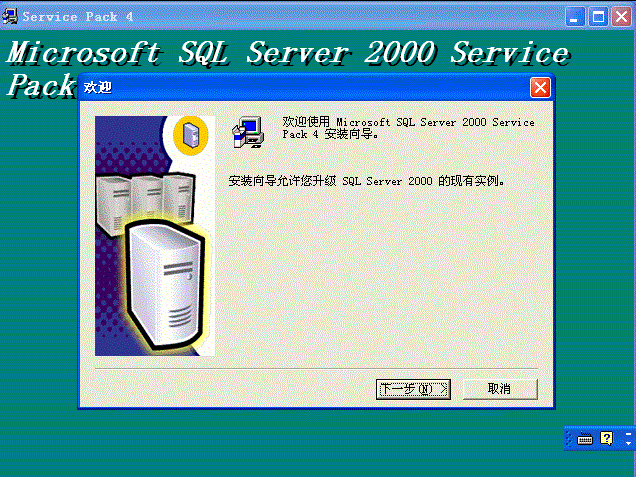 Service Pack 4
Microsoft SQL Server 2000 Service
Pack
欢迎
欢迎使用 Microsoft SQL Server 2000 Service
Pack 4 安装向导。
安装向导允许您升级 SQL Server 2000 的现有实例。
下一步(N) >
取消